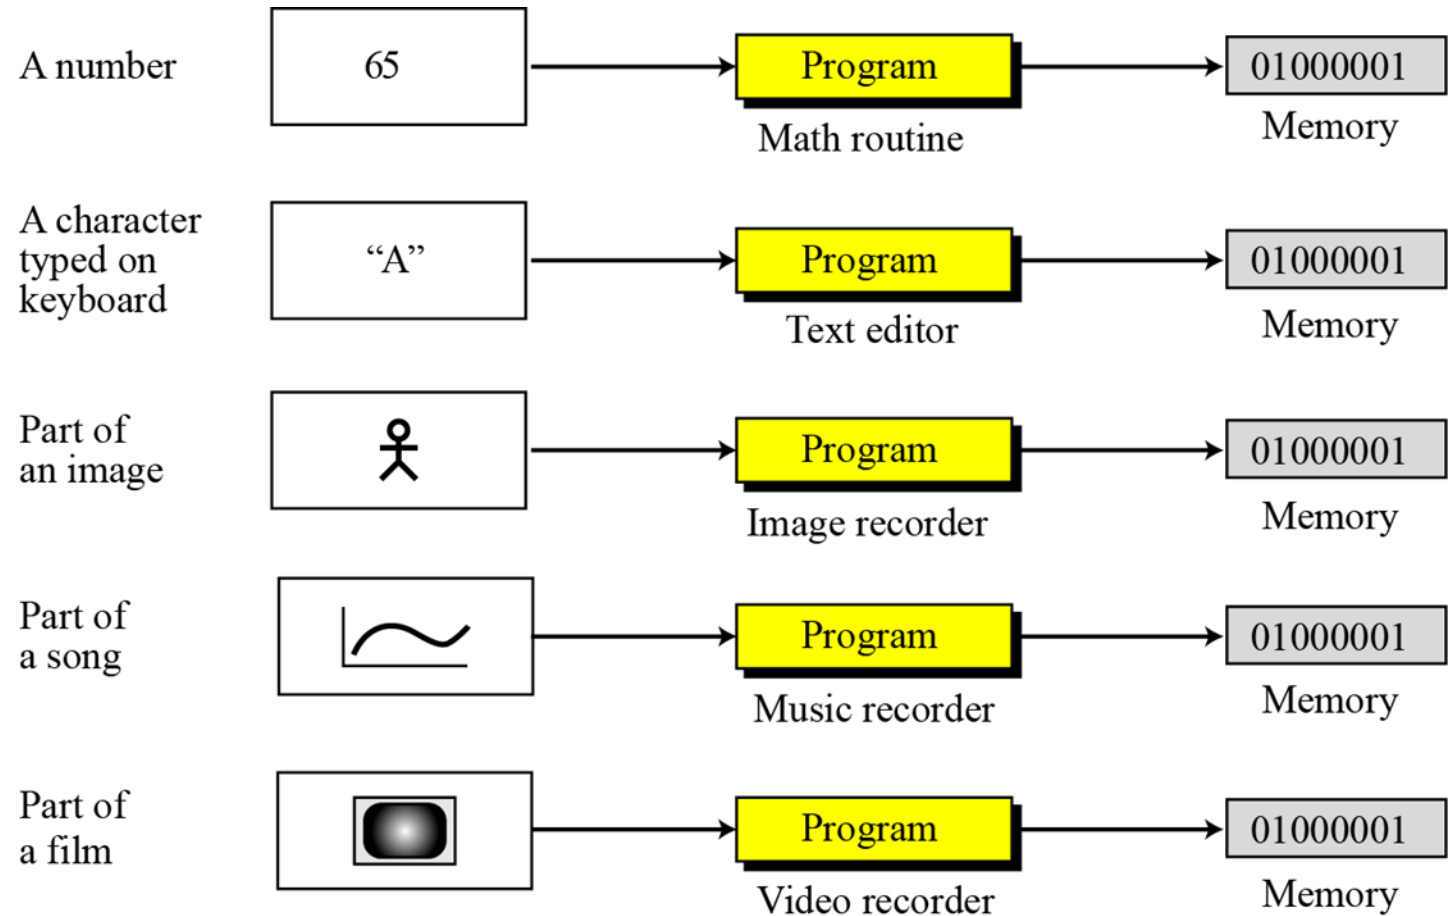 A number
65
Program
01000001
Math routine
Memory
A character
typed on
keyboard
“A”
Program
01000001
Text editor
Memory
Part of
an image
Program
01000001
Image recorder
Memory
Part of
a song
Program
01000001
Music recorder
Memory
Part of
a film
Program
01000001
Video recorder
Memory